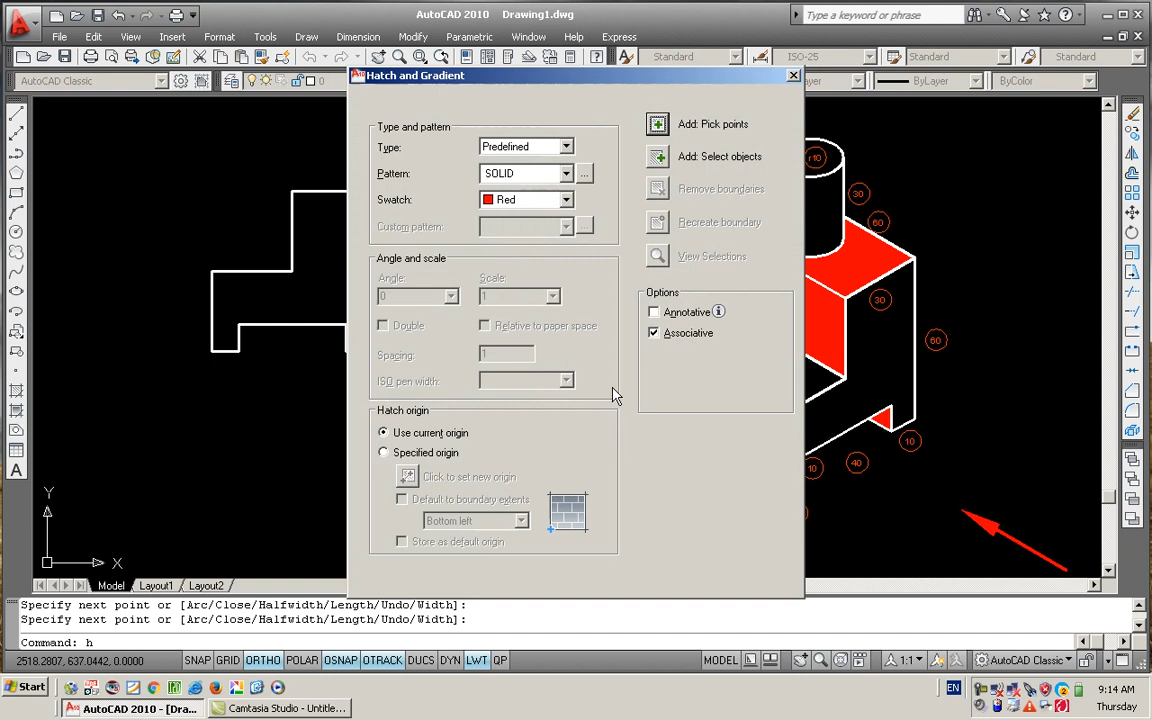 AutoCAD 2010 Drawing1.dwg
Type a keyword or phrase
File Edit View Insert Format Tools Draw Dimension Modify Parametric Window Help Express
Standard ISO-25 Standard Standard
AutoCAD Classic 0 ByLayer ByColor
Hatch and Gradient
Type and pattern
Type: Predefined
Pattern: SOLID ...
Swatch: Red
Custom pattern: ...
Angle and scale
Angle: Scale:
0 1
Double Relative to paper space
Spacing: 1
ISO pen width:
Hatch origin
Use current origin
Specified origin
Click to set new origin
Default to boundary extents
Bottom left
Store as default origin
Add: Pick points
Add: Select objects
Remove boundaries
Recreate boundary
View Selections
Options
Annotative
Associative
r10
30
60
30
60
10
10 40
Y
X
Model Layout1 Layout2
Specify next point or [Arc/Close/Halfwidth/Length/Undo/Width]:
Specify next point or [Arc/Close/Halfwidth/Length/Undo/Width]:
Command: h
2518.2807, 637.0442, 0.0000 SNAP GRID ORTHO POLAR OSNAP OTRACK DUCS DYN LWT QP MODEL 1:1 AutoCAD Classic
Start EN 9:14 AM
AutoCAD 2010 - [Dra... Camtasia Studio - Untitle... Thursday